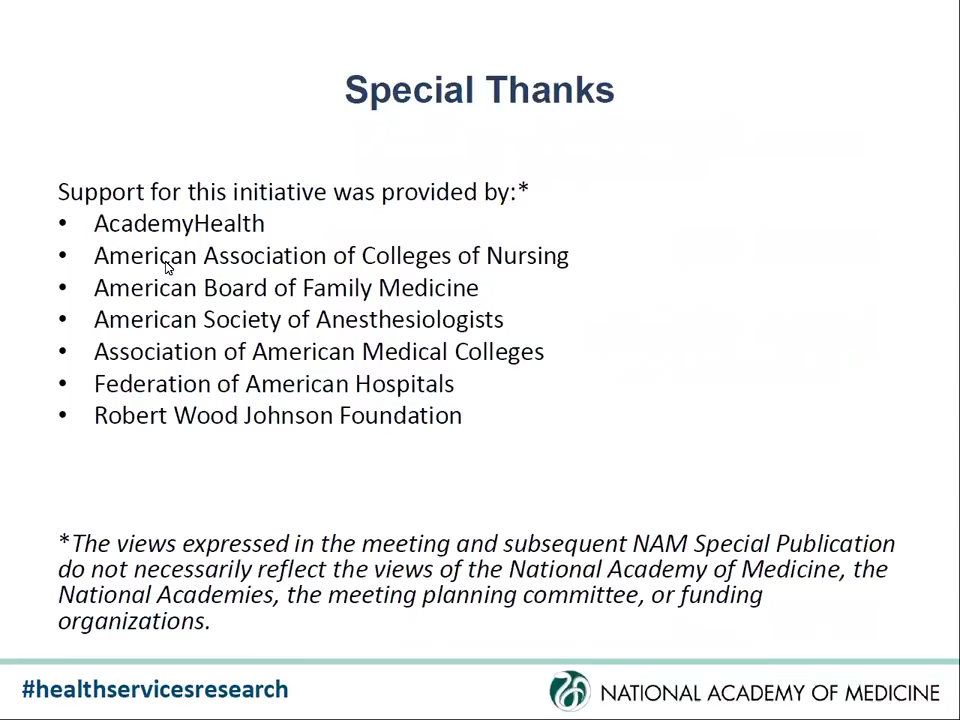 Special Thanks
Support for this initiative was provided by:*
• AcademyHealth
• American Association of Colleges of Nursing
• American Board of Family Medicine
• American Society of Anesthesiologists
• Association of American Medical Colleges
• Federation of American Hospitals
• Robert Wood Johnson Foundation
*The views expressed in the meeting and subsequent NAM Special Publication
do not necessarily reflect the views of the National Academy of Medicine, the
National Academies, the meeting planning committee, or funding
organizations.
#healthservicesresearch
NATIONAL ACADEMY OF MEDICINE